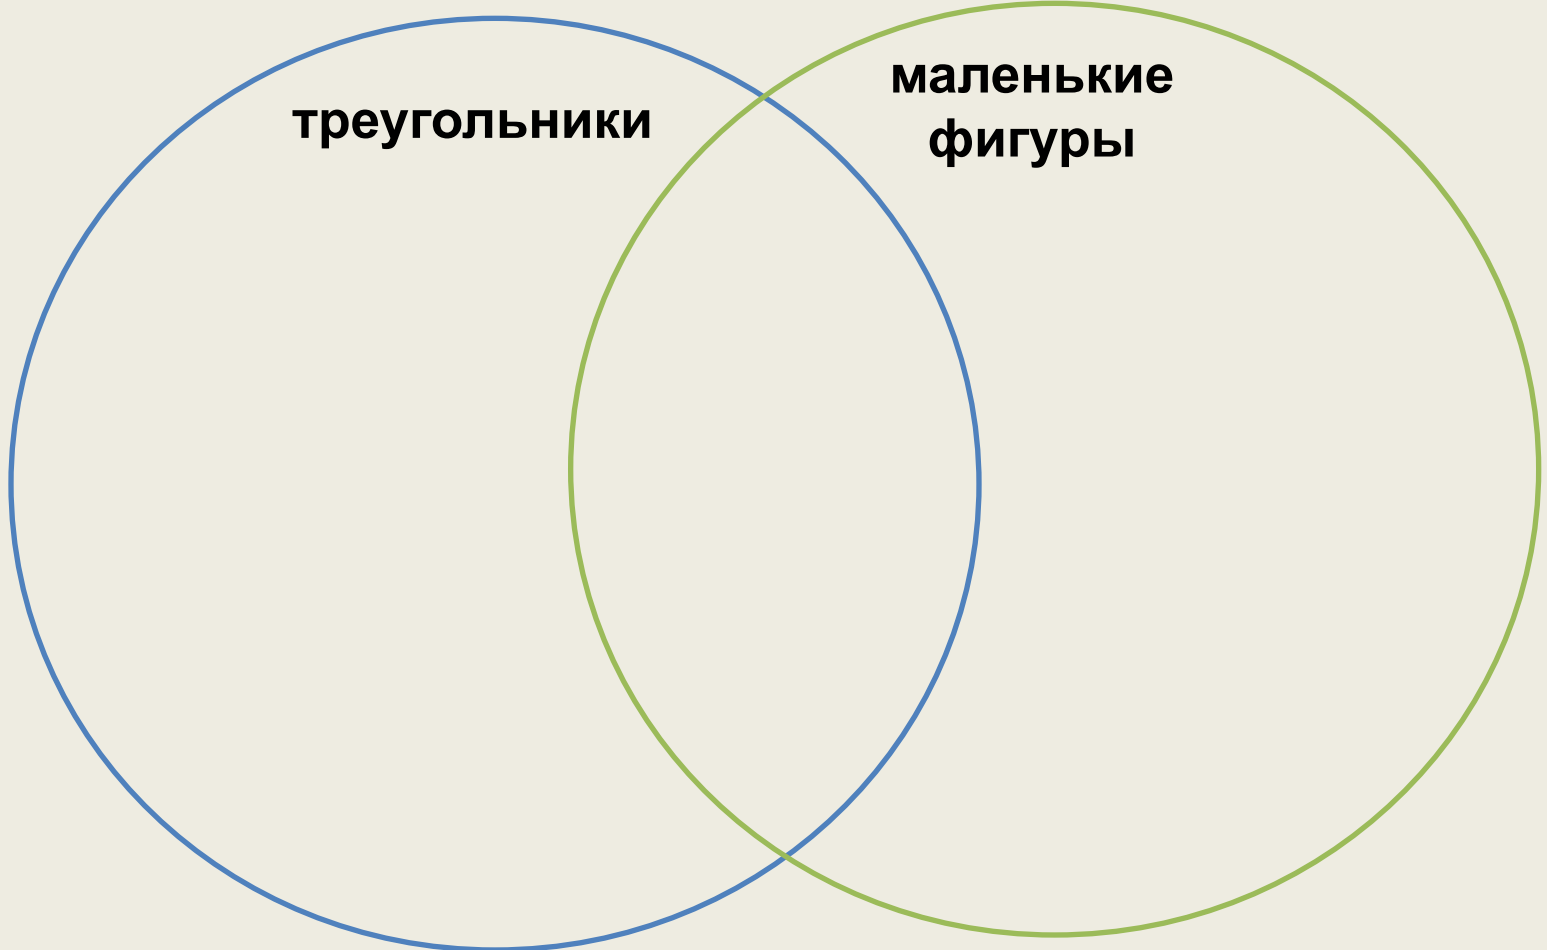 треугольники
маленькие
фигуры